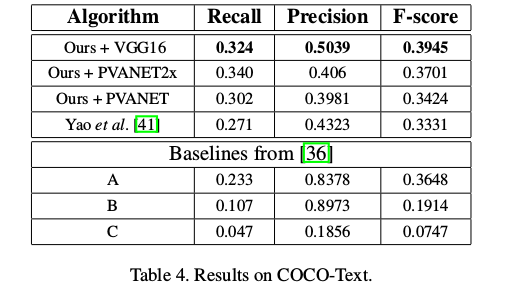 Algorithm Recall Precision F-score
Ours + VGG16 0.324 0.5039 0.3945
Ours + PVANET2x 0.340 0.406 0.3701
Ours + PVANET 0.302 0.3981 0.3424
Yao et al. [41] 0.271 0.4323 0.3331
Baselines from [36]
A 0.233 0.8378 0.3648
B 0.107 0.8973 0.1914
C 0.047 0.1856 0.0747
Table 4. Results on COCO-Text.